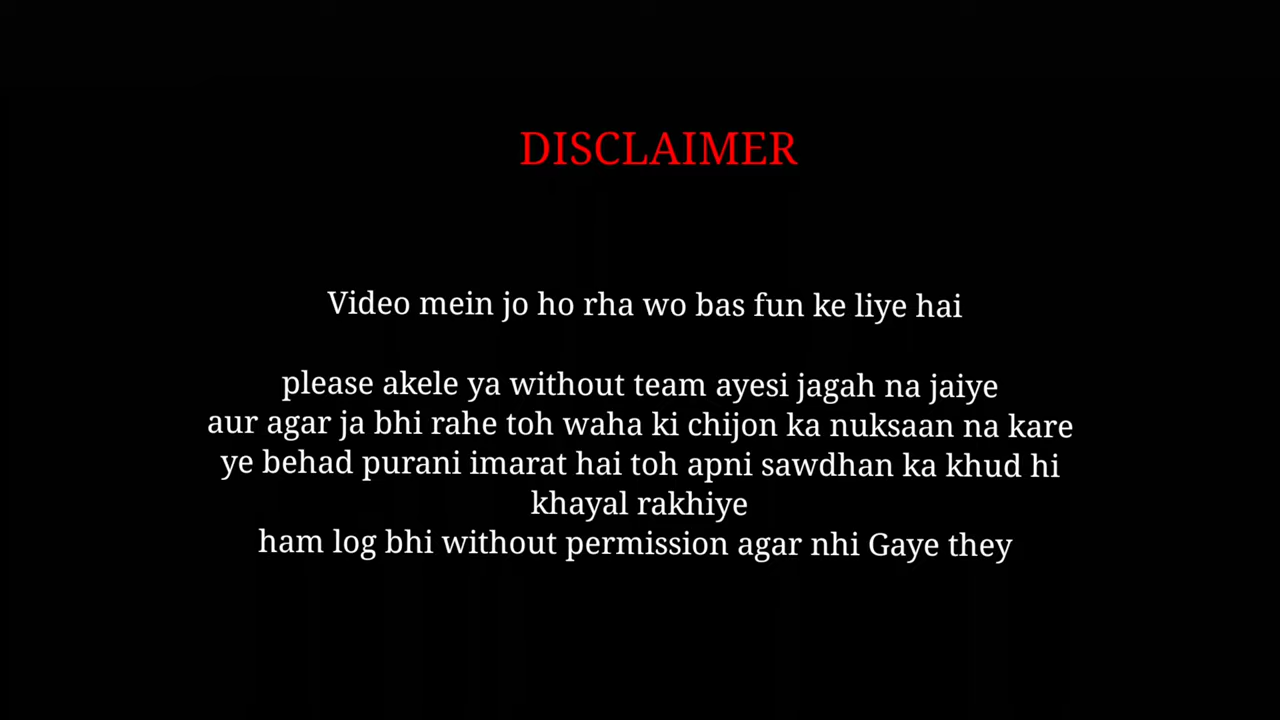 DISCLAIMER
Video mein jo ho rha wo bas fun ke liye hai
please akele ya without team ayesi jagah na jaiye
aur agar ja bhi rahe toh waha ki chijon ka nuksaan na kare
ye behad purani imarat hai toh apni sawdhan ka khud hi
khayal rakhiye
ham log bhi without permission agar nhi Gaye they